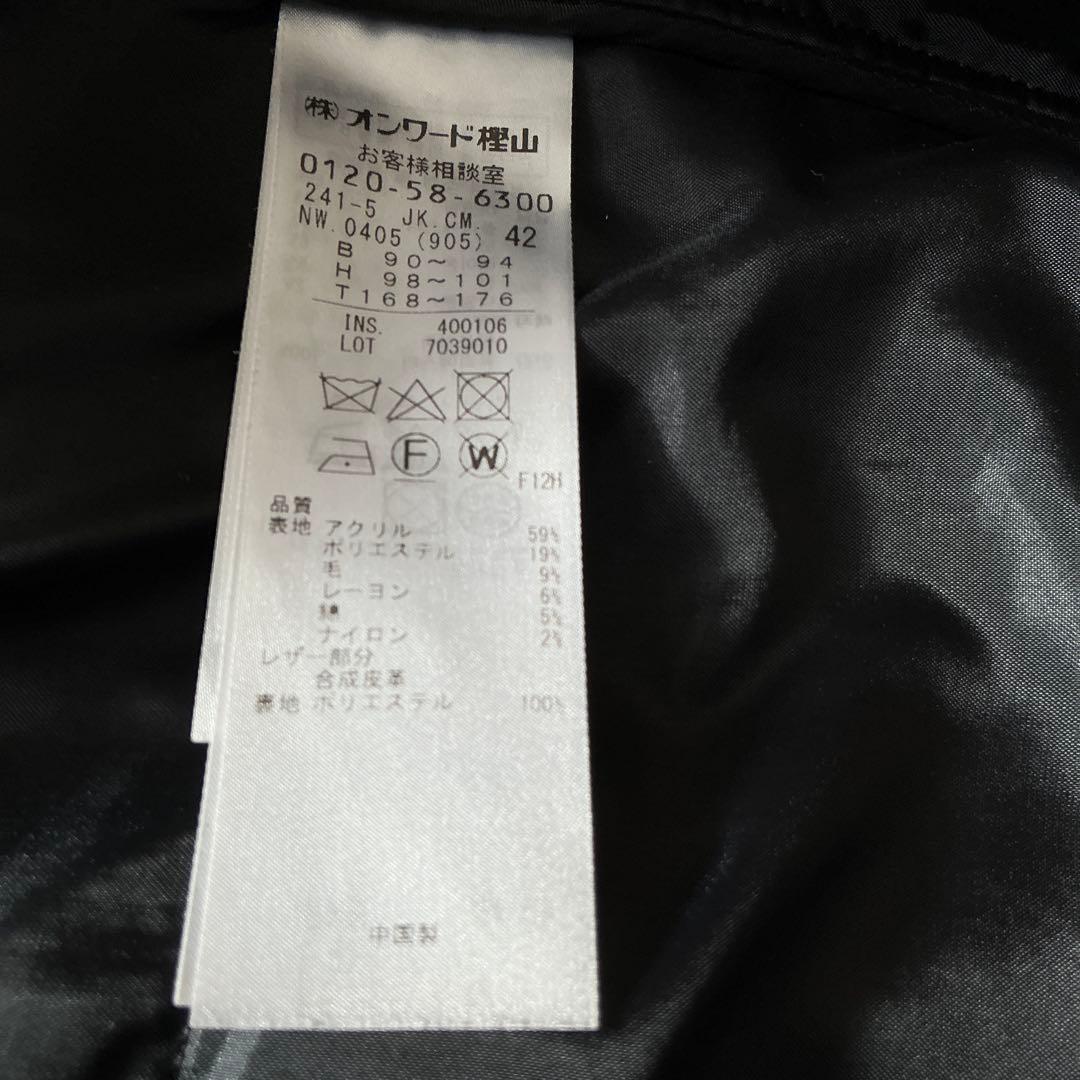 ㈱オンワード樫山
お客様相談室
0120-58-6300
241-5 JK.CM.
NW.0405 (905) 42
B 90～ 94
H 98～101
T168～176
INS. 400106
LOT 7039010
F W
F12H
品質
表地 アクリル 59%
ポリエステル 19%
毛 9%
レーヨン 6%
綿 5%
ナイロン 2%
レザー部分
合成皮革
裏地 ポリエステル 100%
中国製